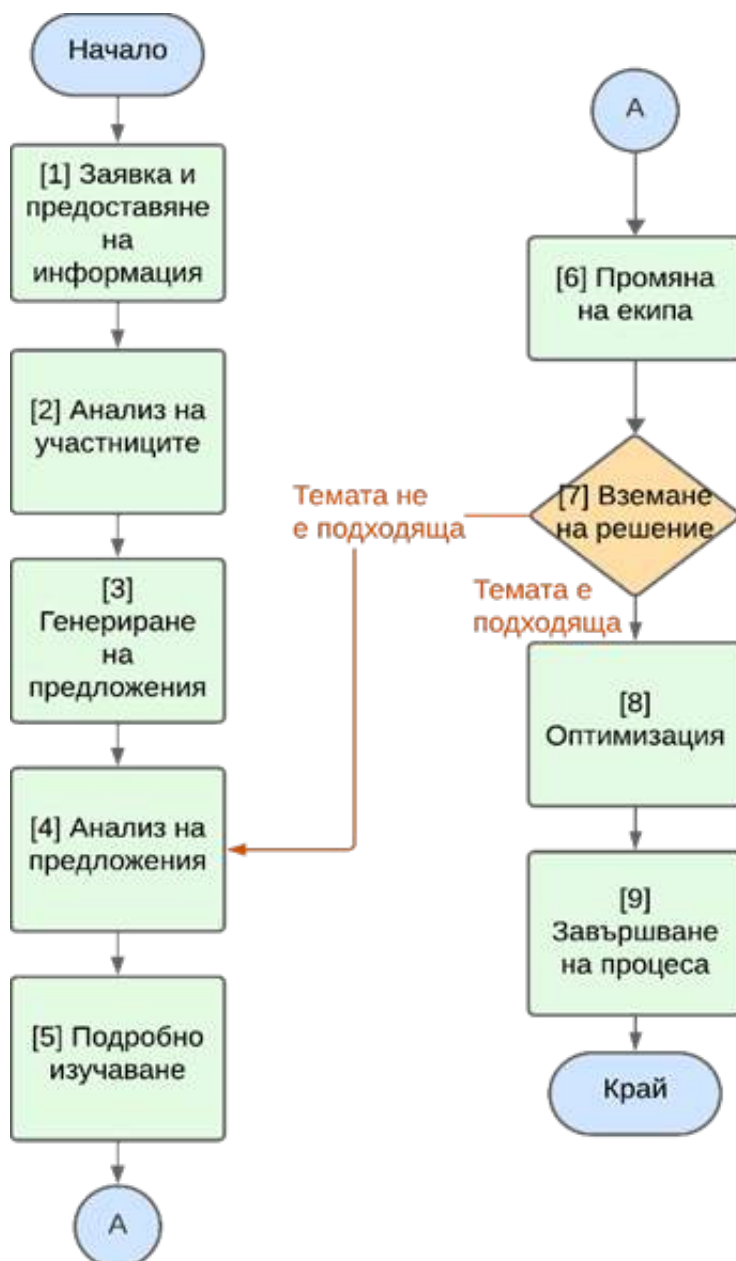 Начало
[1] Заявка и
предоставяне
на
информация
[2] Анализ на
участниците
[3]
Генериране
на
предложения
[4] Анализ на
предложения
[5] Подробно
изучаване
А
А
[6] Промяна
на екипа
[7] Вземане
на решение
Темата не
е подходяща
Темата е
подходяща
[8]
Оптимизация
[9]
Завършване
на процеса
Край